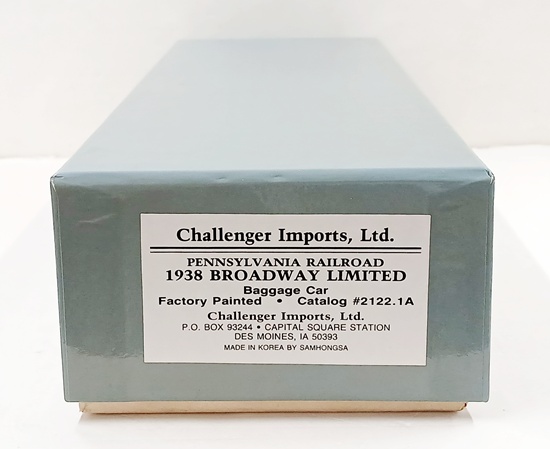 Challenger Imports, Ltd.
PENNSYLVANIA RAILROAD
1938 BROADWAY LIMITED
Baggage Car
Factory Painted • Catalog #2122.1A
Challenger Imports, Ltd.
P.O. BOX 93244 • CAPITAL SQUARE STATION
DES MOINES, IA 50393
MADE IN KOREA BY SAMHONGSA